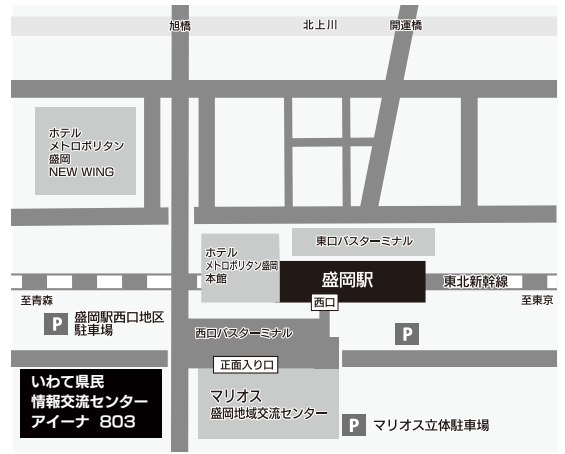 旭橋
北上川
開運橋
ホテル
メトロポリタン
盛岡
NEW WING
東口バスターミナル
ホテル
メトロポリタン盛岡
本館
盛岡駅
東北新幹線
至青森
西口
至東京
P
盛岡駅西口地区
駐車場
西口バスターミナル
P
正面入り口
いわて県民
情報交流センター
アイーナ 803
マリオス
盛岡地域交流センター
P
マリオス立体駐車場